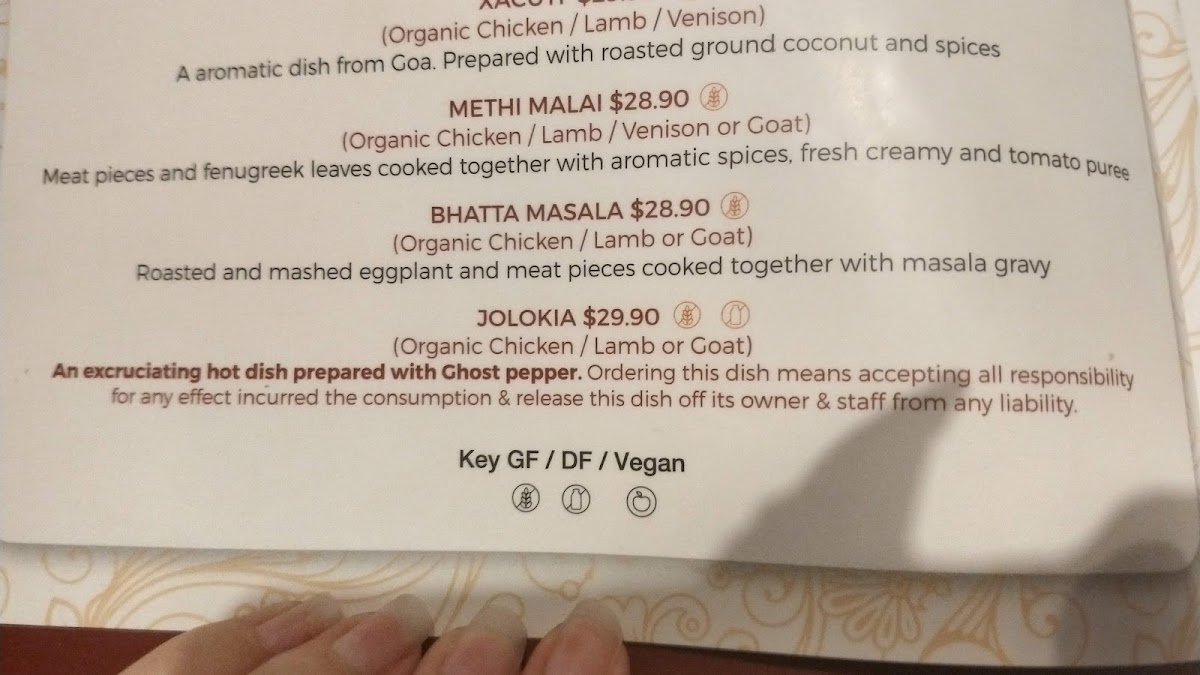 (Organic Chicken / Lamb / Venison)
A aromatic dish from Goa. Prepared with roasted ground coconut and spices
METHI MALAI $28.90
(Organic Chicken / Lamb / Venison or Goat)
Meat pieces and fenugreek leaves cooked together with aromatic spices, fresh creamy and tomato puree
BHATTA MASALA $28.90
(Organic Chicken / Lamb or Goat)
Roasted and mashed eggplant and meat pieces cooked together with masala gravy
JOLOKIA $29.90
(Organic Chicken / Lamb or Goat)
An excruciating hot dish prepared with Ghost pepper. Ordering this dish means accepting all responsibility
for any effect incurred the consumption & release this dish off its owner & staff from any liability.
Key GF / DF / Vegan